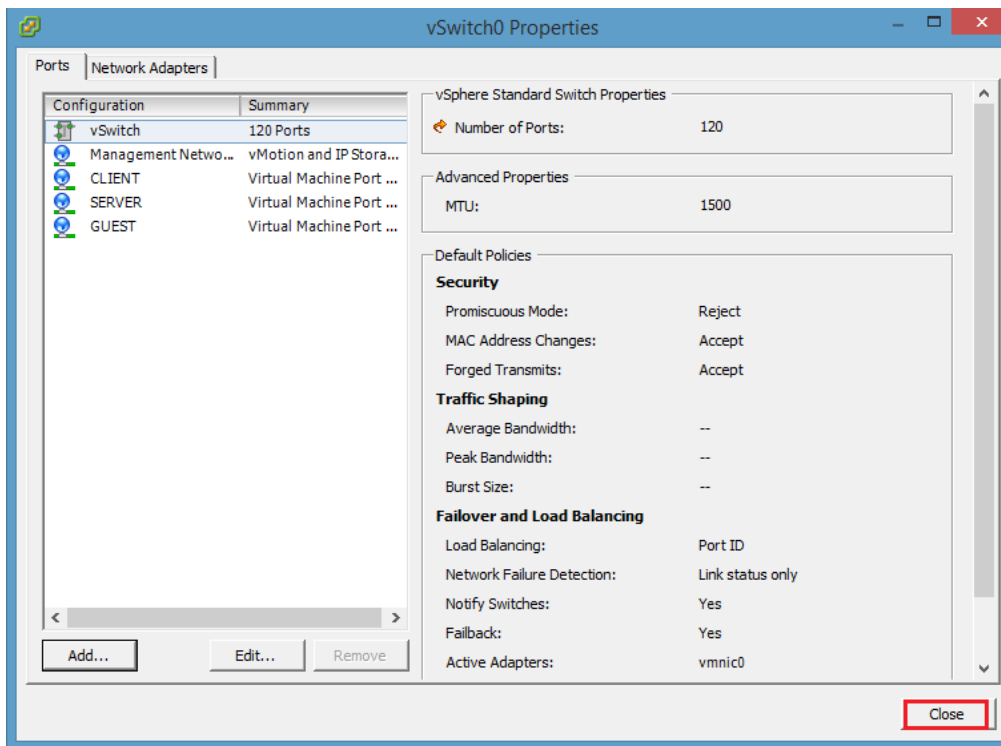 vSwitch0 Properties
Ports Network Adapters
Configuration Summary
vSwitch 120 Ports
Management Netwo... vMotion and IP Stora...
CLIENT Virtual Machine Port ...
SERVER Virtual Machine Port ...
GUEST Virtual Machine Port ...
Add... Edit... Remove
vSphere Standard Switch Properties
Number of Ports: 120
Advanced Properties
MTU: 1500
Default Policies
Security
Promiscuous Mode: Reject
MAC Address Changes: Accept
Forged Transmits: Accept
Traffic Shaping
Average Bandwidth: --
Peak Bandwidth: --
Burst Size: --
Failover and Load Balancing
Load Balancing: Port ID
Network Failure Detection: Link status only
Notify Switches: Yes
Failback: Yes
Active Adapters: vmnic0
Close